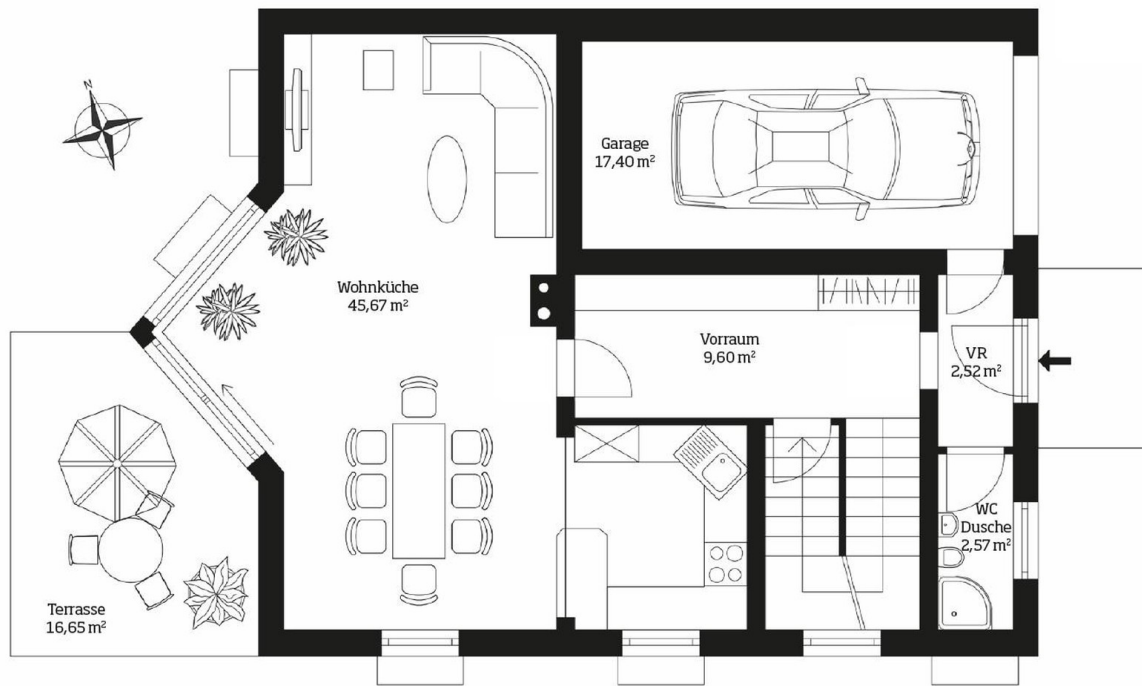 N
Garage
17,40 m²
Wohnküche
45,67 m²
Vorraum
9,60 m²
VR
2,52 m²
WC
Dusche
2,57 m²
Terrasse
16,65 m²